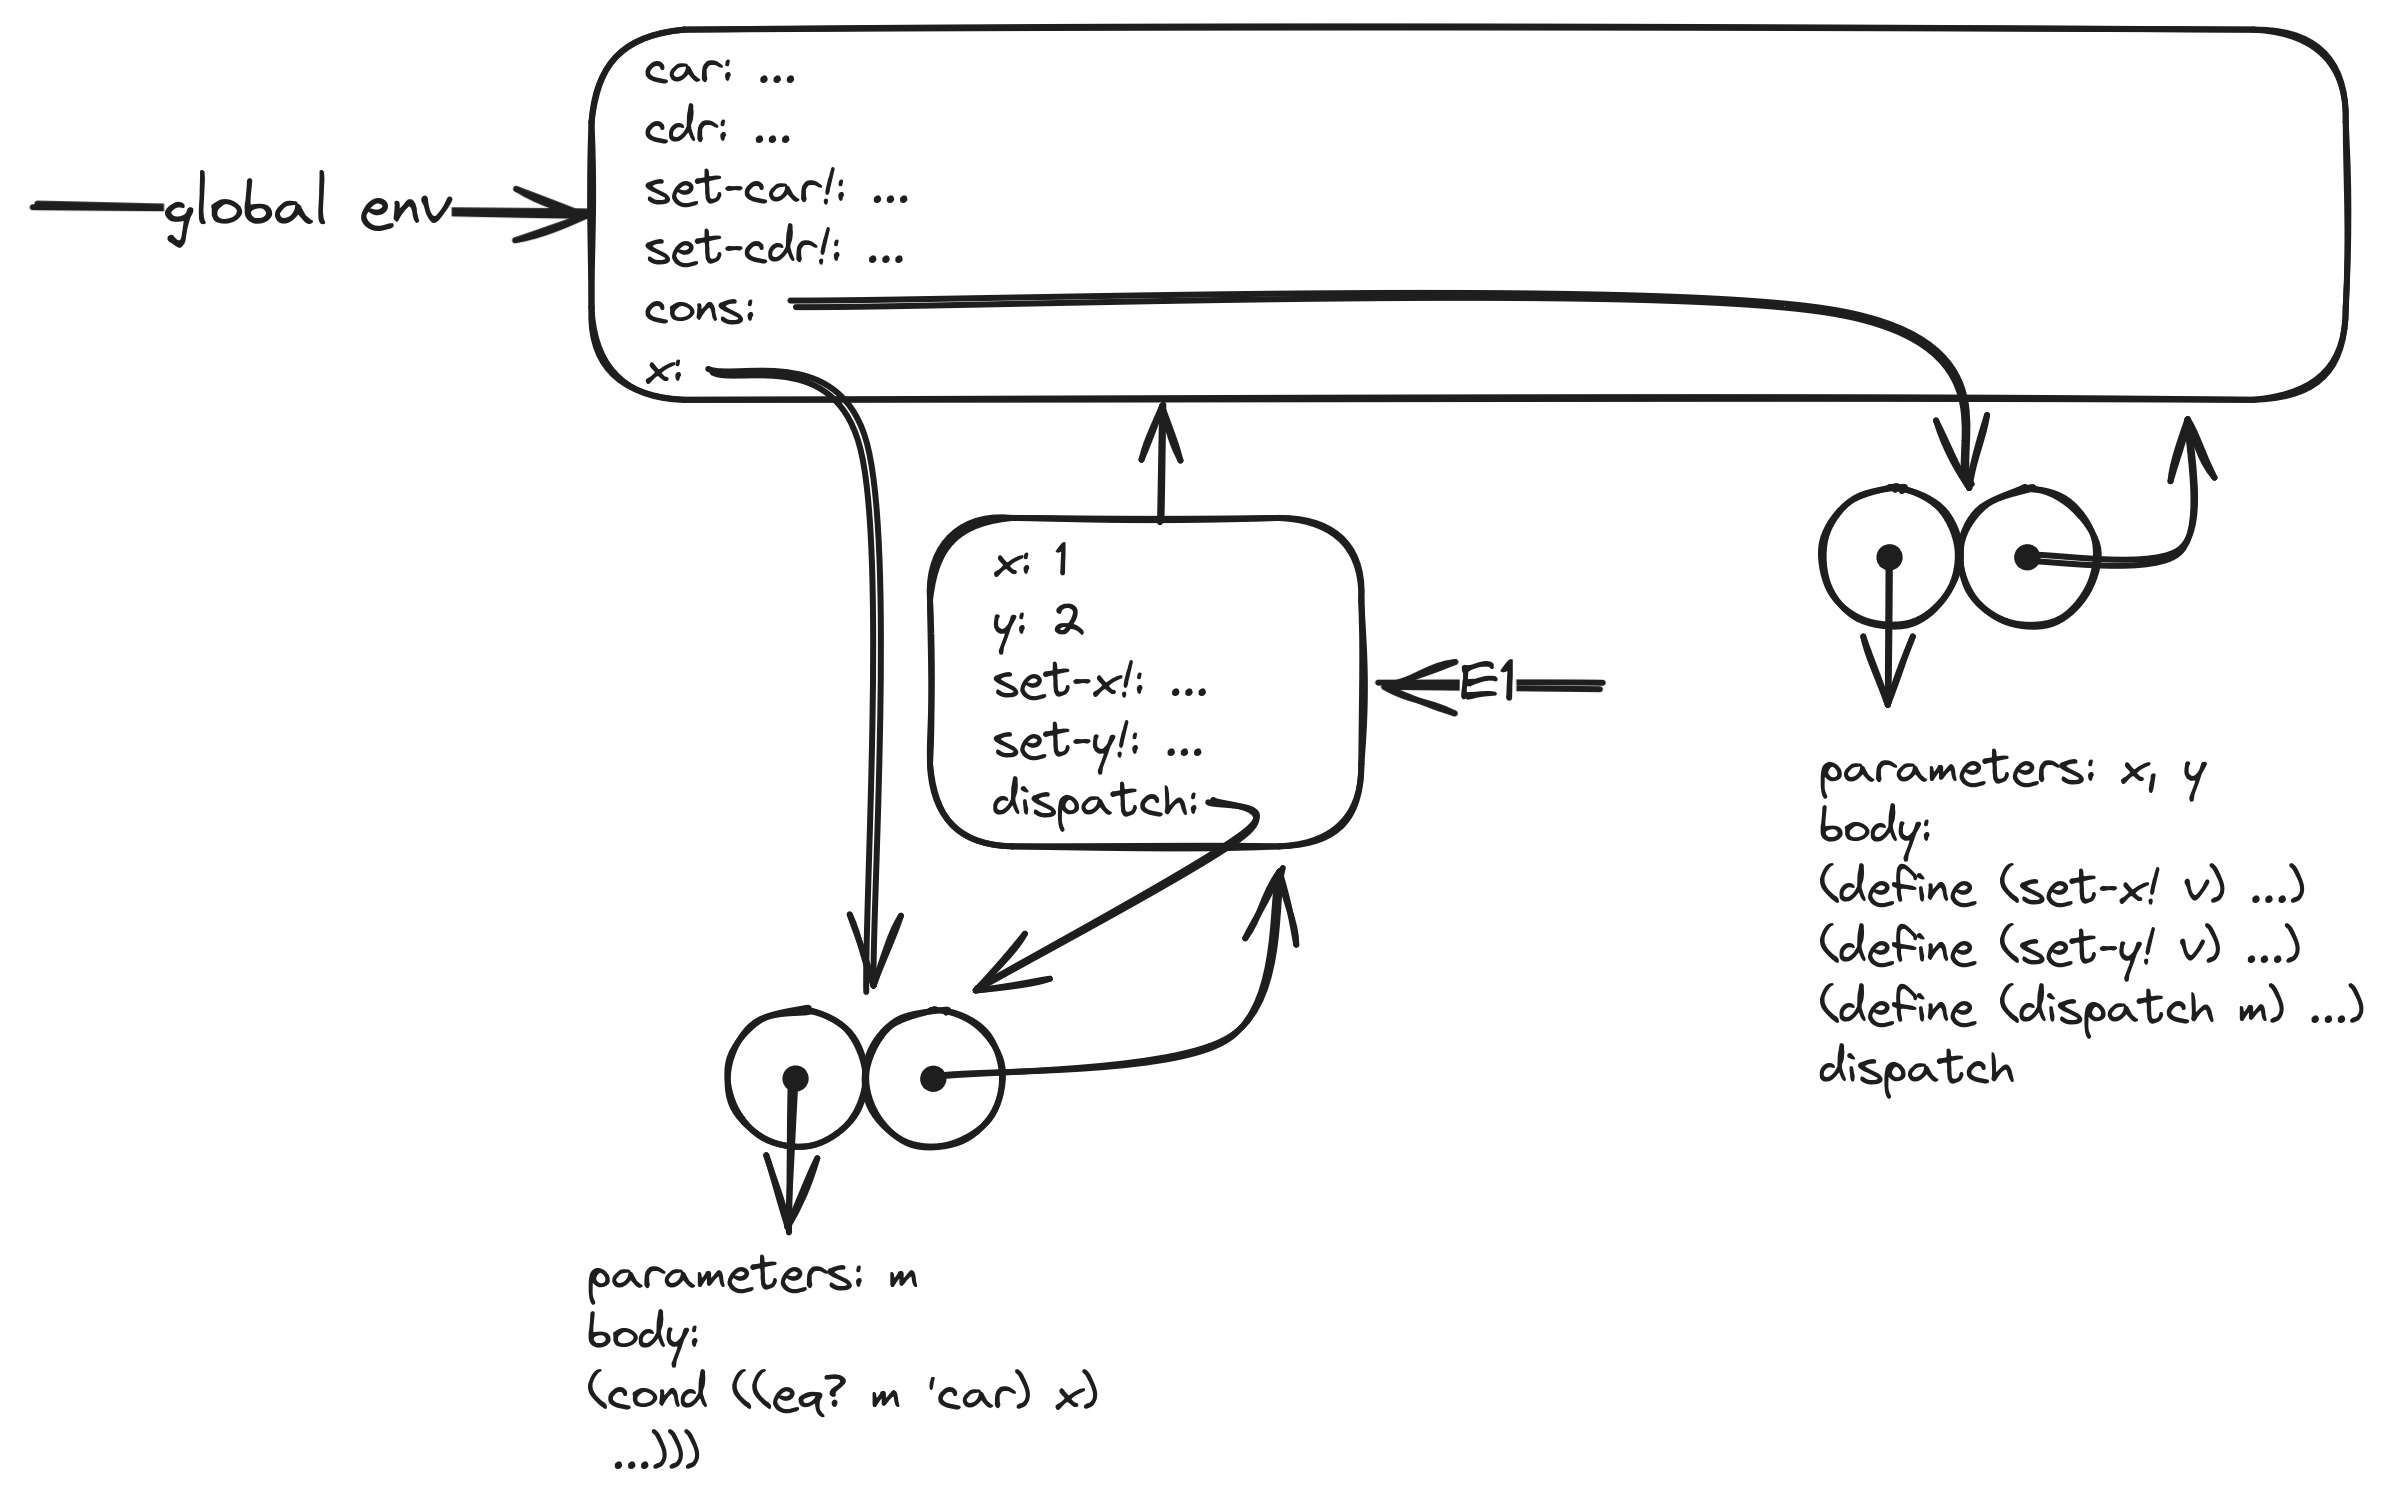 global env
car: ...
cdr: ...
set-car!: ...
set-cdr!: ...
cons:
x:
x: 1
y: 2
set-x!: ...
set-y!: ...
dispatch:
E1
parameters: x, y
body:
(define (set-x! v) ...)
(define (set-y! v) ...)
(define (dispatch m) ...)
dispatch
parameters: m
body:
(cond ((eq? m 'car) x)
...)))